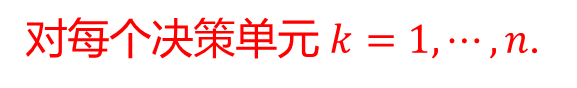 对每个决策单元 k = 1, ⋯ , n.